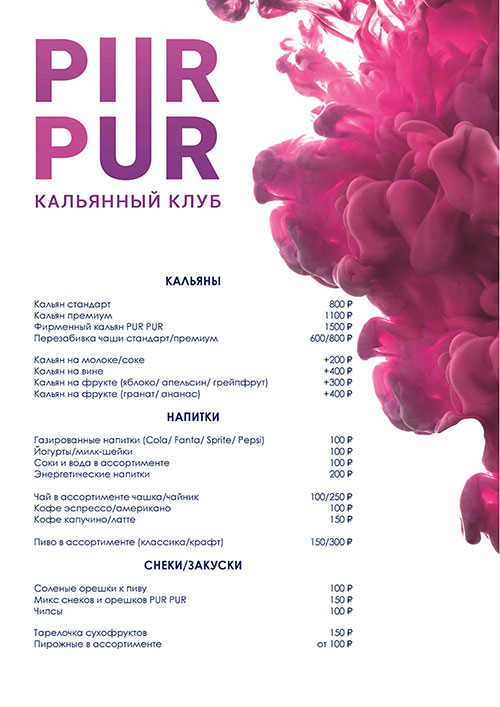 PUR
PUR
КАЛЬЯННЫЙ КЛУБ
КАЛЬЯНЫ
Кальян стандарт 800 ₽
Кальян премиум 1100 ₽
Фирменный кальян PUR PUR 1500 ₽
Перезабивка чаши стандарт/премиум 600/800 ₽
Кальян на молоке/соке +200 ₽
Кальян на вине +400 ₽
Кальян на фрукте (яблоко/ апельсин/ грейпфрут) +300 ₽
Кальян на фрукте (гранат/ ананас) +400 ₽
НАПИТКИ
Газированные напитки (Cola/ Fanta/ Sprite/ Pepsi) 100 ₽
Йогурты/милк-шейки 100 ₽
Соки и вода в ассортименте 100 ₽
Энергетические напитки 200 ₽
Чай в ассортименте чашка/чайник 100/250 ₽
Кофе эспрессо/американо 100 ₽
Кофе капучино/латте 150 ₽
Пиво в ассортименте (классика/крафт) 150/300 ₽
СНЕКИ/ЗАКУСКИ
Соленые орешки к пиву 100 ₽
Микс снеков и орешков PUR PUR 150 ₽
Чипсы 100 ₽
Тарелочка сухофруктов 150 ₽
Пирожные в ассортименте от 100 ₽